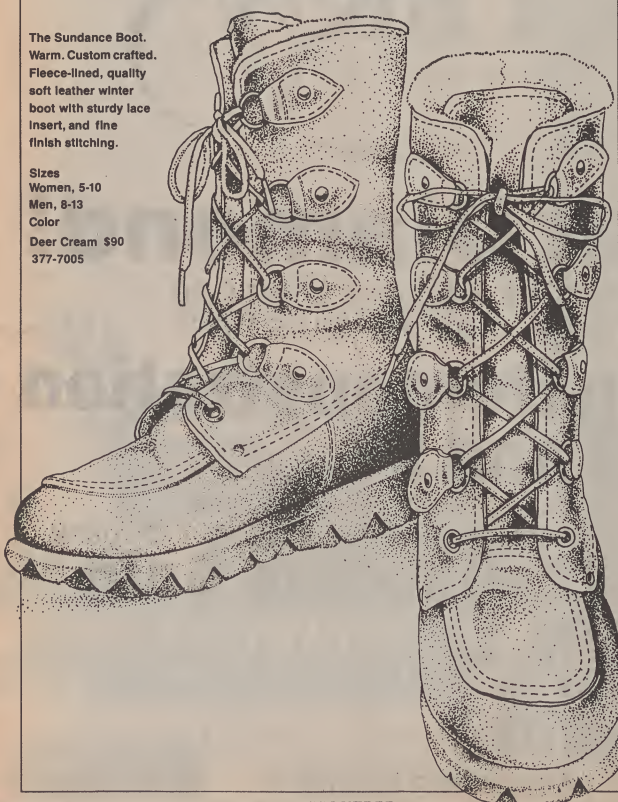 The Sundance Boot.
Warm. Custom crafted.
Fleece-lined, quality
soft leather winter
boot with sturdy lace
insert, and fine
finish stitching.
Sizes
Women, 5-10
Men, 8-13
Color
Deer Cream $90
377-7005